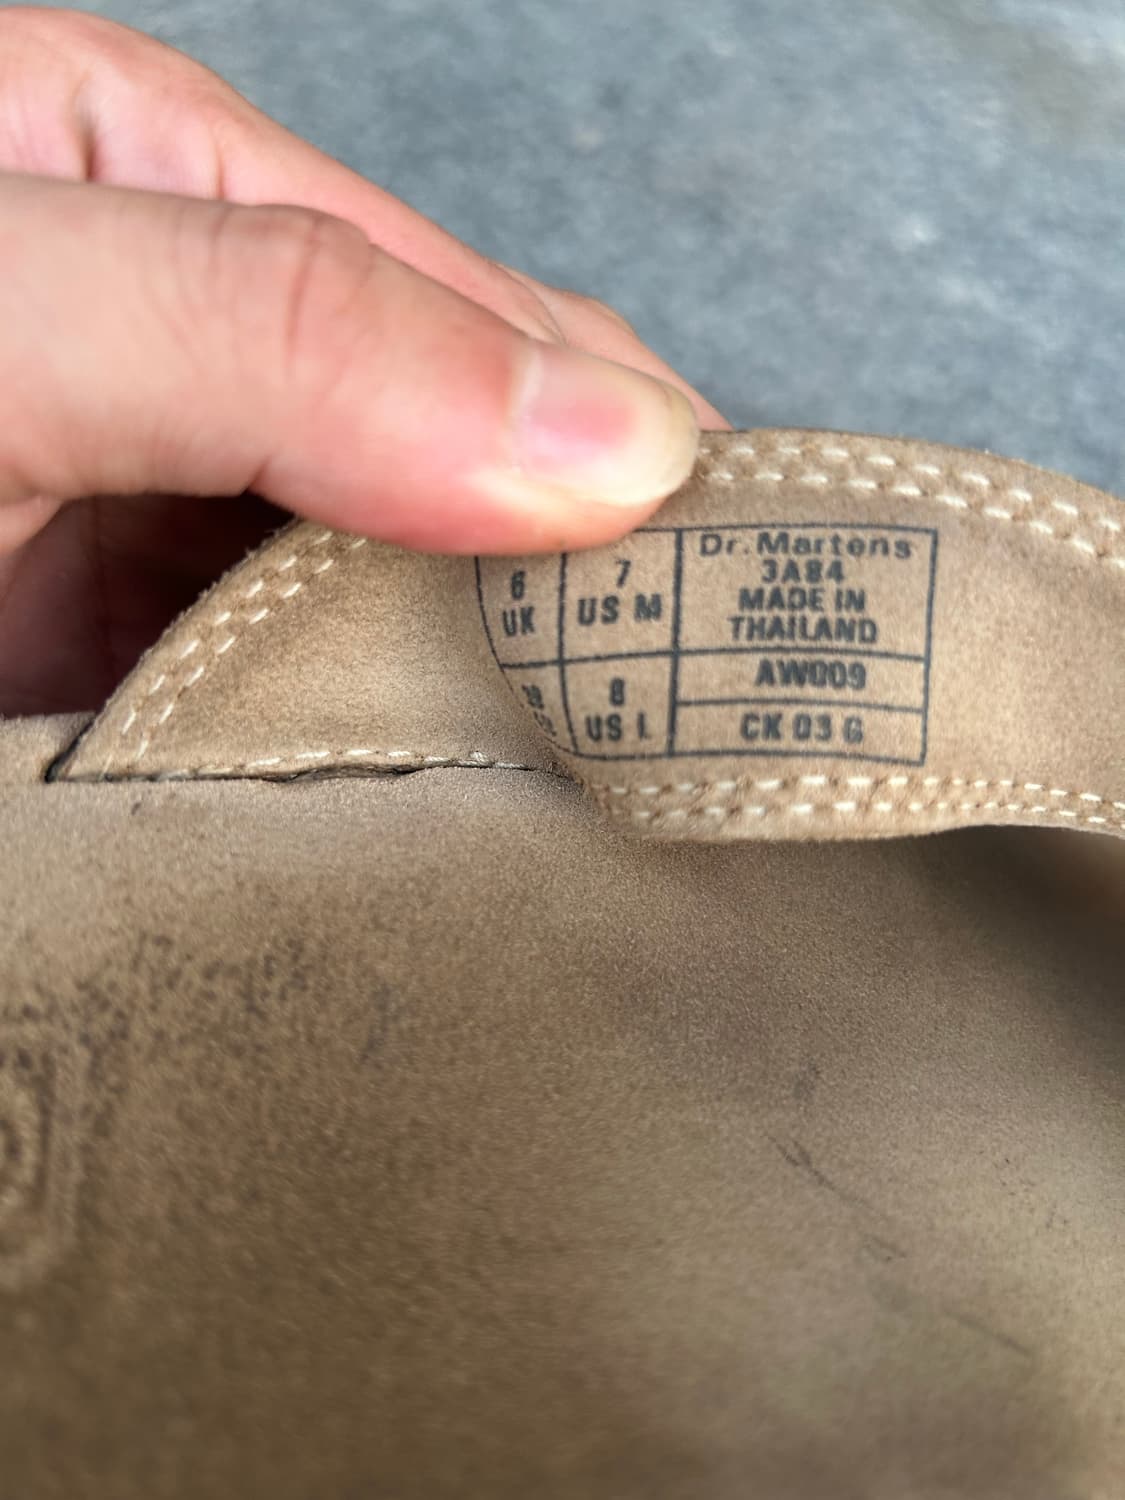 6
UK
7
US M
8
US L
Dr.Martens
3A84
MADE IN
THAILAND
AW009
CK 03 G